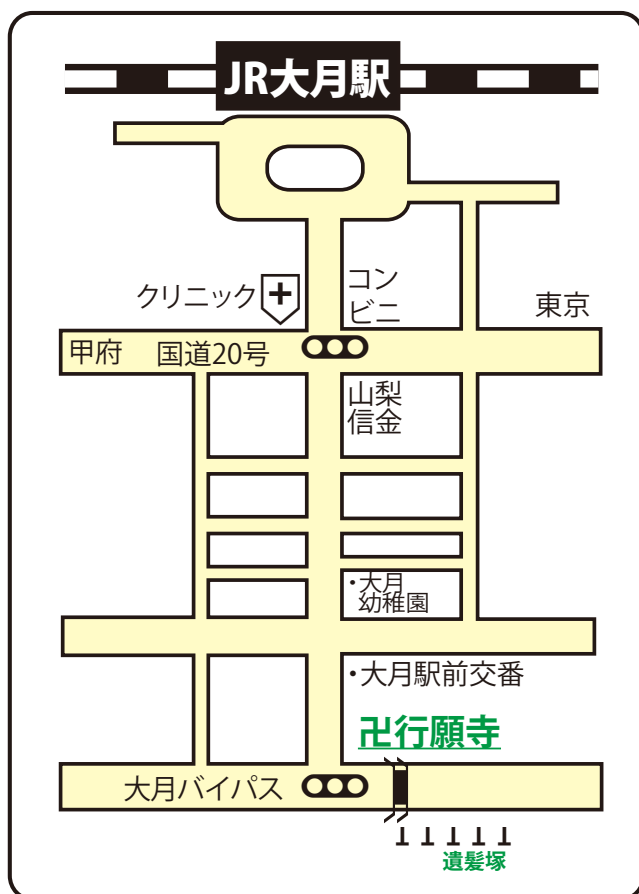 JR大月駅
クリニック
コン
ビニ
東京
甲府
国道20号
山梨
信金
・大月
幼稚園
・大月駅前交番
卍行願寺
大月バイパス
遺髪塚